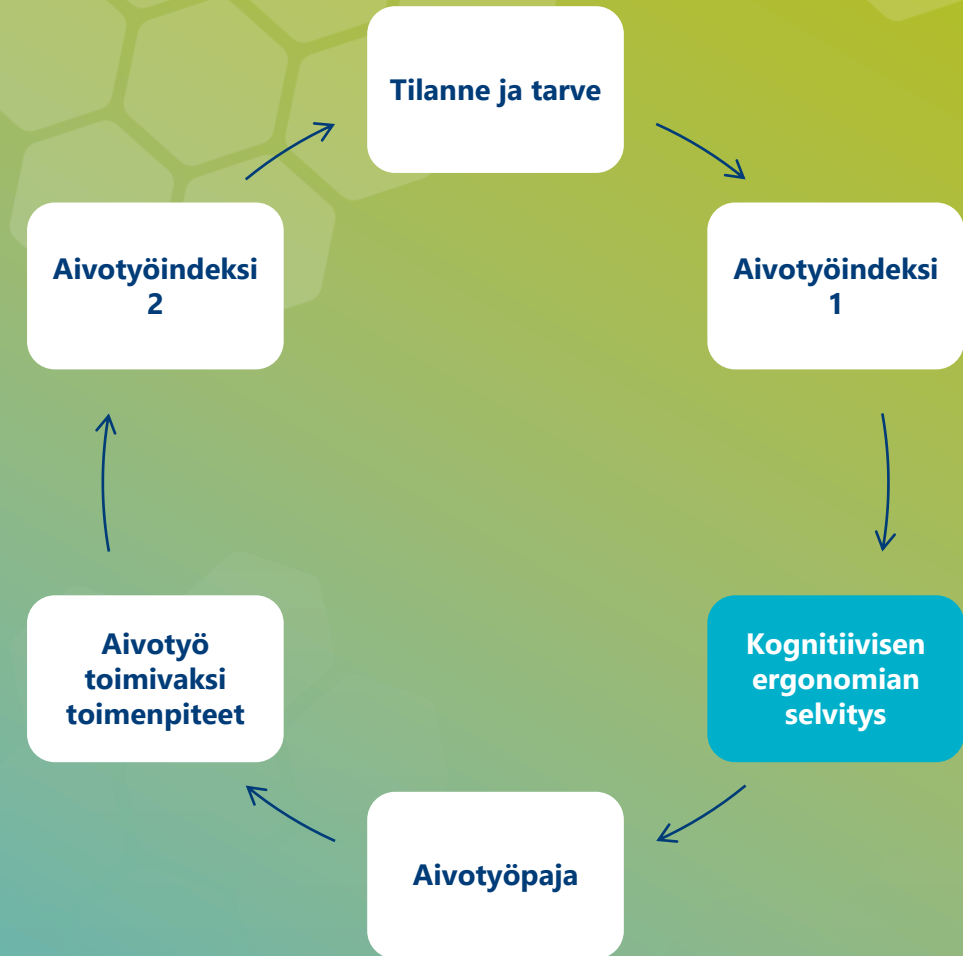 Tilanne ja tarve
Aivotyöindeksi
1
Kognitiivisen
ergonomian
selvitys
Aivotyöpaja
Aivotyö
toimivaksi
toimenpiteet
Aivotyöindeksi
2